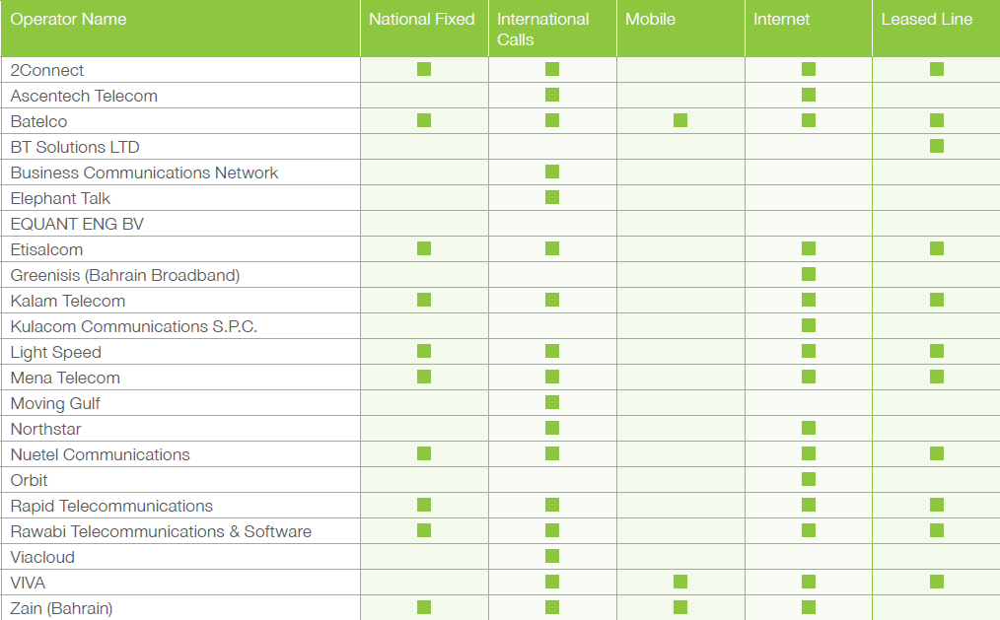 Operator Name National Fixed International Calls Mobile Internet Leased Line
2Connect
Ascentech Telecom
Batelco
BT Solutions LTD
Business Communications Network
Elephant Talk
EQUANT ENG BV
Etisalcom
Greenisis (Bahrain Broadband)
Kalam Telecom
Kulacom Communications S.P.C.
Light Speed
Mena Telecom
Moving Gulf
Northstar
Nuetel Communications
Orbit
Rapid Telecommunications
Rawabi Telecommunications & Software
Viacloud
VIVA
Zain (Bahrain)